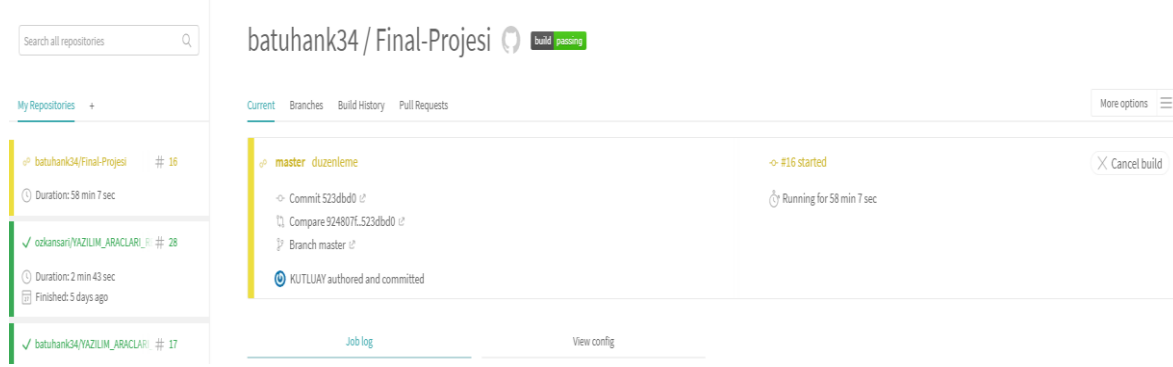 Search all repositories
My Repositories +
batuhank34/Final-Projesi # 16
Duration: 58 min 7 sec
ozkansari/YAZILIM_ARACLARI_ # 28
Duration: 2 min 43 sec
Finished: 5 days ago
batuhank34/YAZILIM_ARACLARI # 17
batuhank34 / Final-Projesi build passing
Current Branches Build History Pull Requests More options
master duzenleme
Commit 523dbd0
Compare 924807f..523dbd0
Branch master
KUTLUAY authored and committed
#16 started
Running for 58 min 7 sec
Cancel build
Job log View config